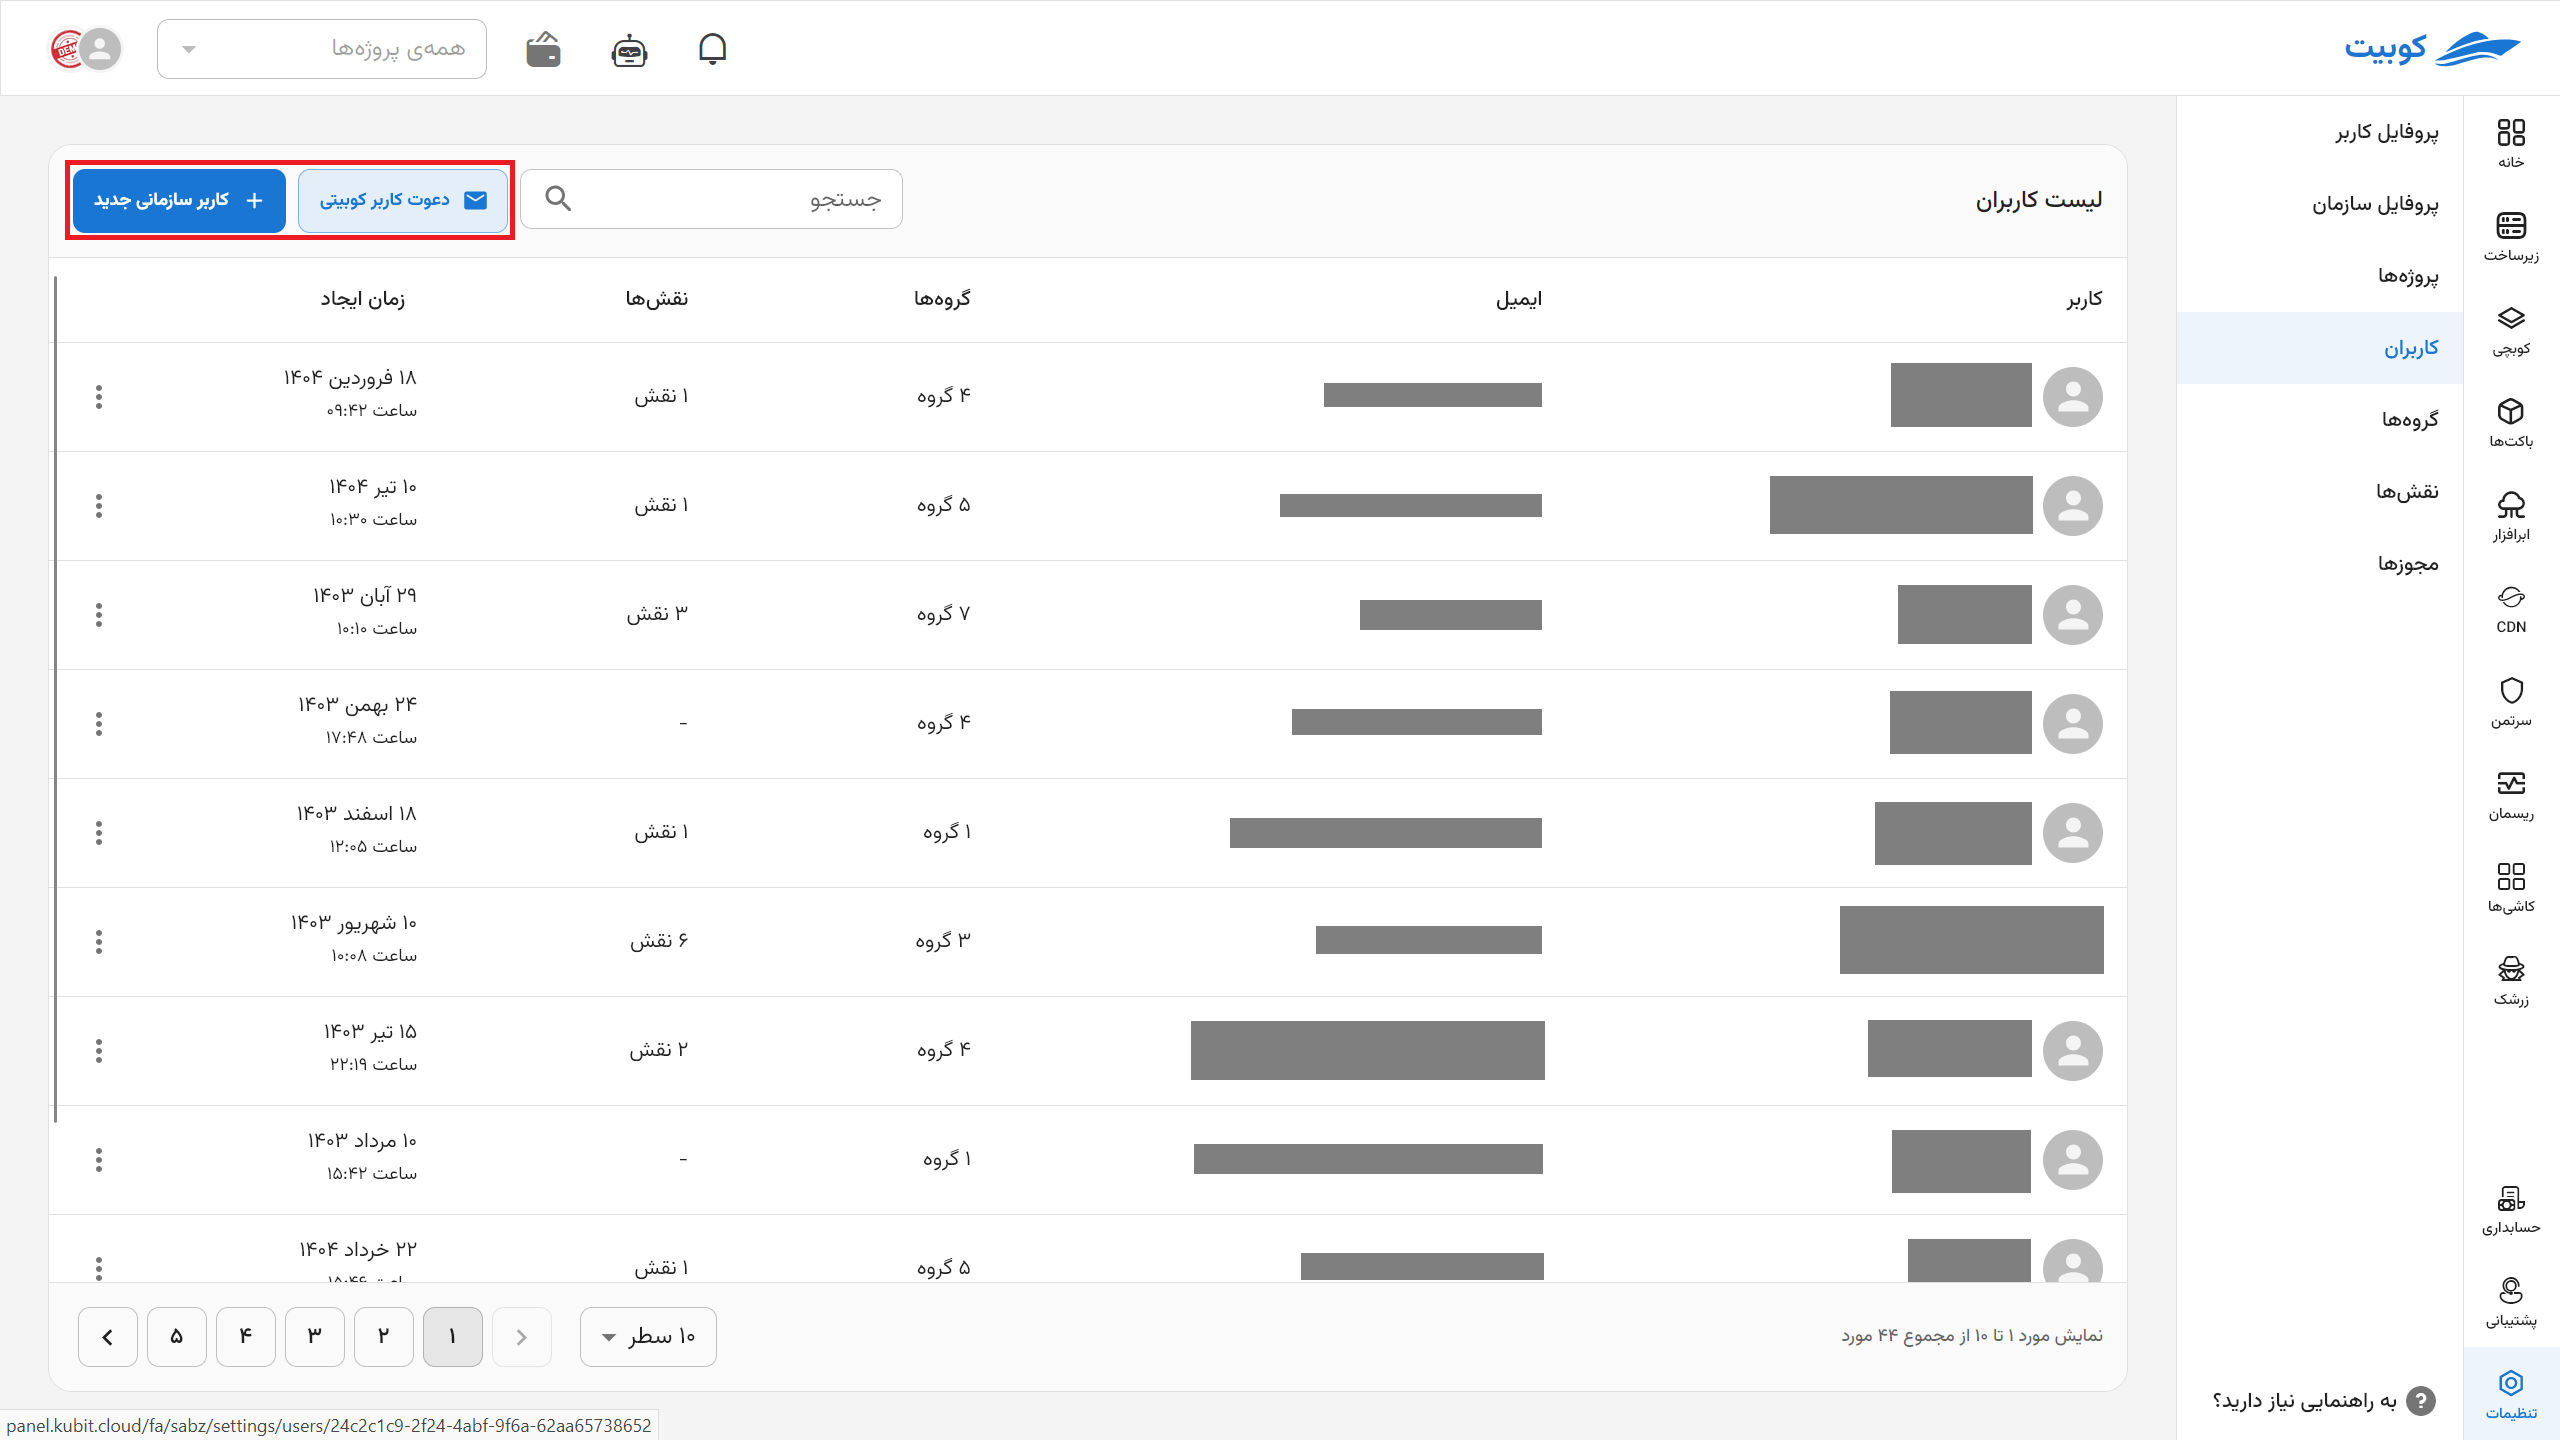 کوبیت
همه‌ی پروژه‌ها
خانه
زیرساخت
کوبچی
باکت‌ها
ابرافزار
CDN
سرتمن
ریسمان
کاشی‌ها
زرشک
حسابداری
پشتیبانی
تنظیمات
پروفایل کاربر
پروفایل سازمان
پروژه‌ها
کاربران
گروه‌ها
نقش‌ها
مجوزها
به راهنمایی نیاز دارید؟
لیست کاربران
جستجو
دعوت کاربر کوبیتی
کاربر سازمانی جدید
کاربر ایمیل گروه‌ها نقش‌ها زمان ایجاد
۴ گروه ۱ نقش ۱۸ فروردین ۱۴۰۴
ساعت ۰۹:۴۲
۵ گروه ۱ نقش ۱۰ تیر ۱۴۰۴
ساعت ۱۰:۳۰
۷ گروه ۳ نقش ۲۹ آبان ۱۴۰۳
ساعت ۱۰:۱۰
۴ گروه - ۲۴ بهمن ۱۴۰۳
ساعت ۱۷:۴۸
۱ گروه ۱ نقش ۱۸ اسفند ۱۴۰۳
ساعت ۱۲:۰۵
۳ گروه ۶ نقش ۱۰ شهریور ۱۴۰۳
ساعت ۱۰:۰۸
۴ گروه ۲ نقش ۱۵ تیر ۱۴۰۳
ساعت ۲۲:۱۹
۱ گروه - ۱۰ مرداد ۱۴۰۳
ساعت ۱۵:۴۲
۵ گروه ۱ نقش ۲۲ خرداد ۱۴۰۴
نمایش مورد ۱ تا ۱۰ از مجموع ۴۴ مورد
۱۰ سطر
۱ ۲ ۳ ۴ ۵
panel.kubit.cloud/fa/sabz/settings/users/24c2c1c9-2f24-4abf-9f6a-62aa65738652